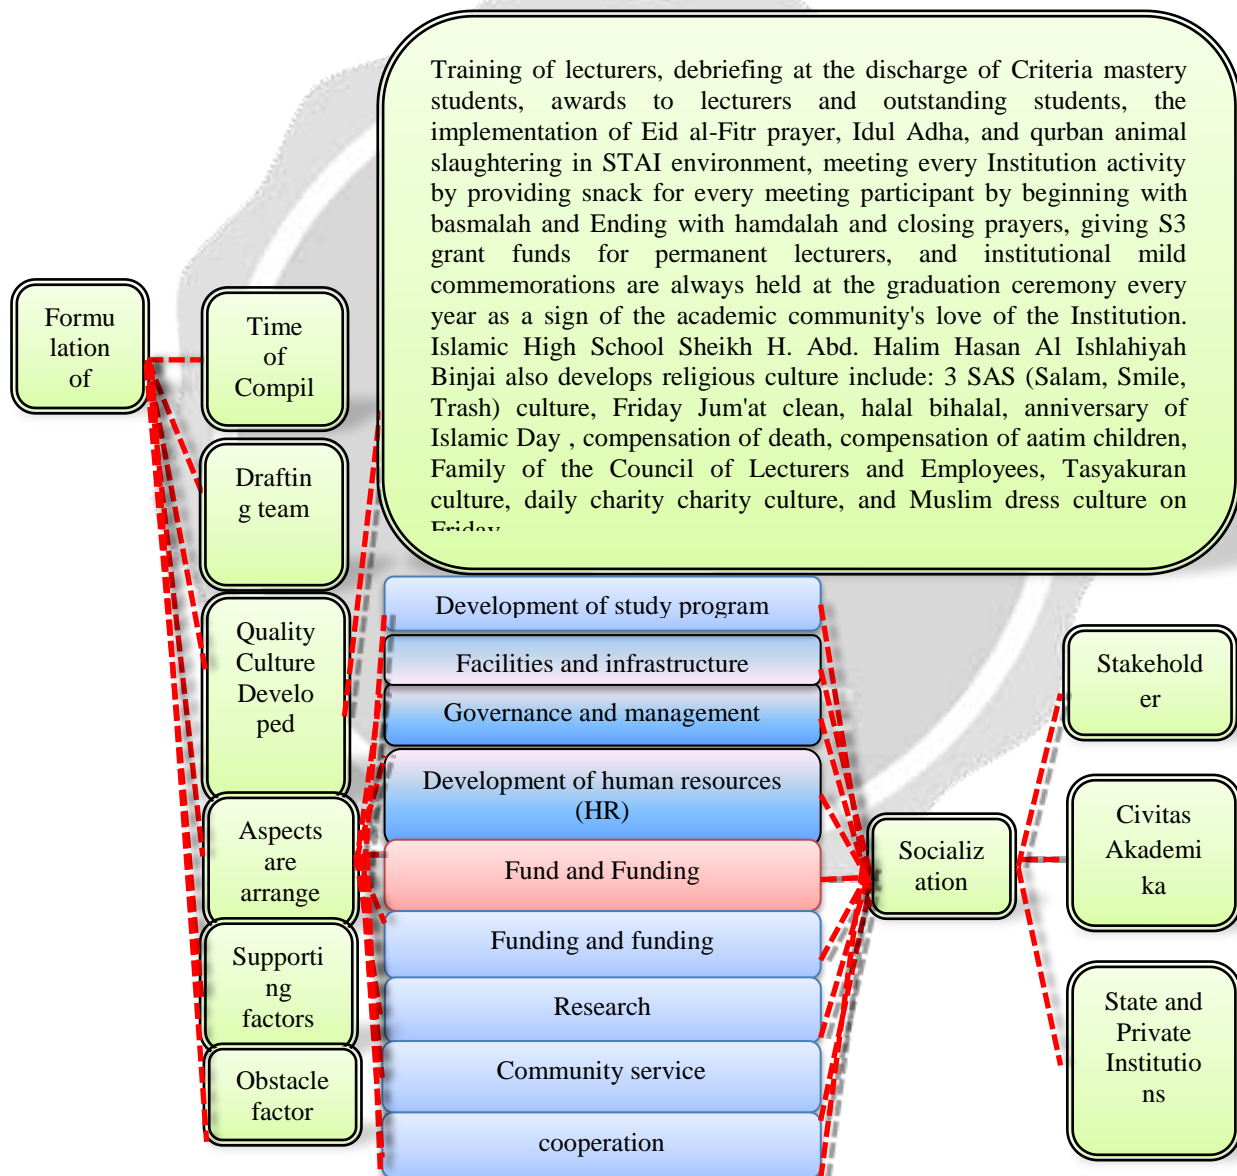 Training of lecturers, debriefing at the discharge of Criteria mastery
students, awards to lecturers and outstanding students, the
implementation of Eid al-Fitr prayer, Idul Adha, and qurban animal
slaughtering in STAI environment, meeting every Institution activity
by providing snack for every meeting participant by beginning with
basmalah and Ending with hamdalah and closing prayers, giving S3
grant funds for permanent lecturers, and institutional mild
commemorations are always held at the graduation ceremony every
year as a sign of the academic community's love of the Institution.
Islamic High School Sheikh H. Abd. Halim Hasan Al Ishlahiyah
Binjai also develops religious culture include: 3 SAS (Salam, Smile,
Trash) culture, Friday Jum'at clean, halal bihalal, anniversary of
Islamic Day , compensation of death, compensation of aatim children,
Family of the Council of Lecturers and Employees, Tasyakuran
culture, daily charity charity culture, and Muslim dress culture on
Friday
Formu
lation
of
Time
of
Compil
Draftin
g team
Quality
Culture
Develo
ped
Aspects
are
arrange
Supporti
ng
factors
Obstacle
factor
Development of study program
Facilities and infrastructure
Governance and management
Development of human resources
(HR)
Fund and Funding
Funding and funding
Research
Community service
cooperation
Socializ
ation
Stakehold
er
Civitas
Akademi
ka
State and
Private
Institutio
ns